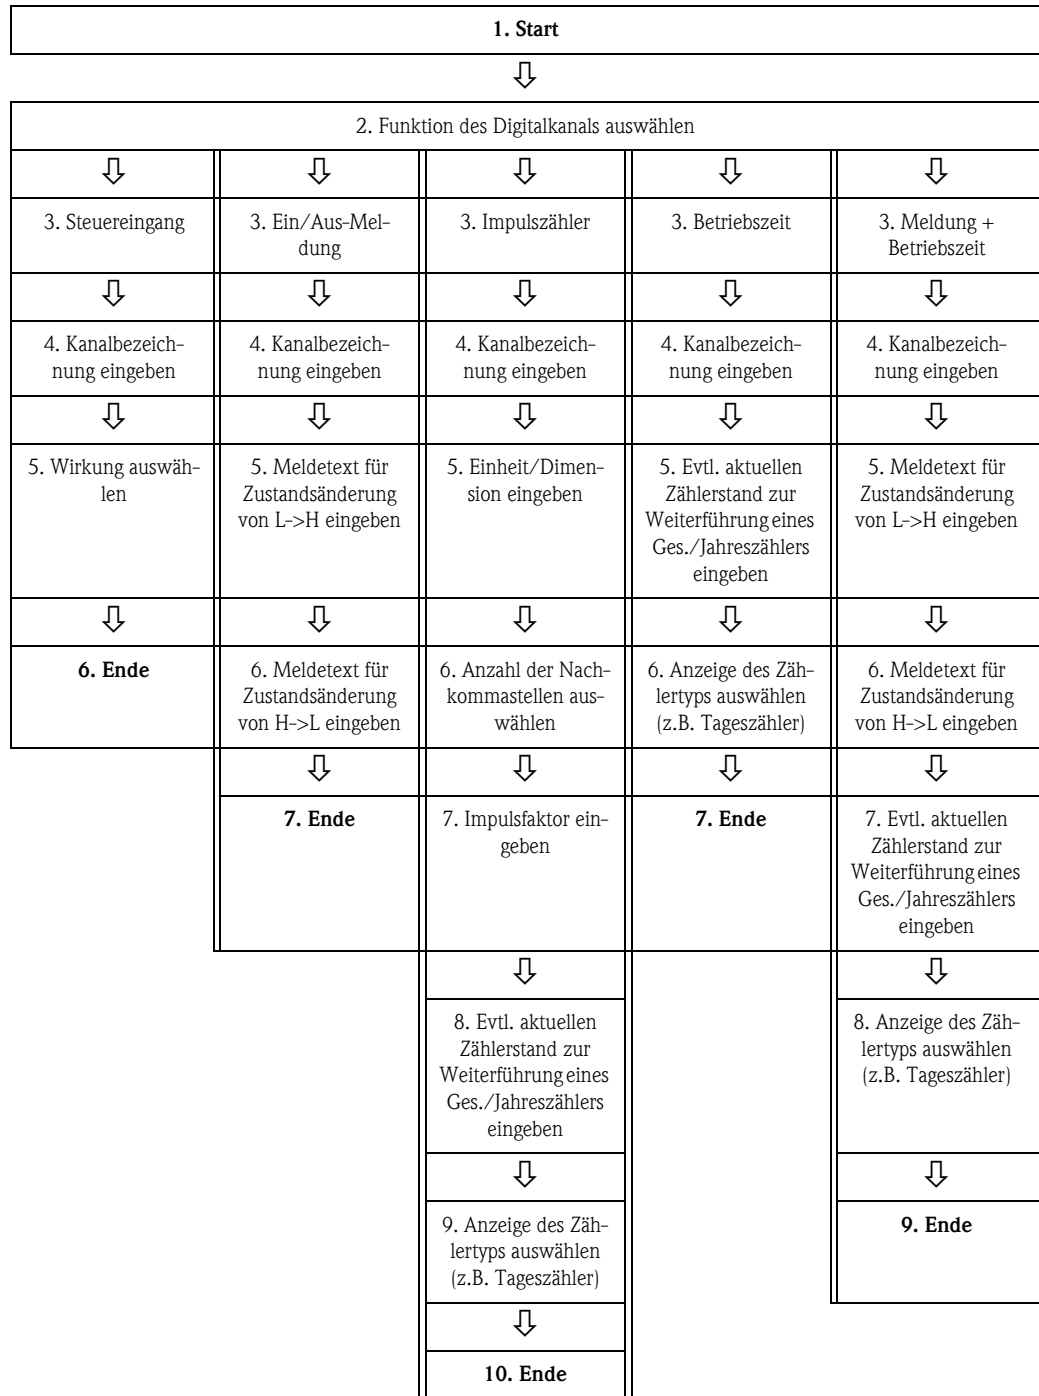 1. Start
2. Funktion des Digitalkanals auswählen
3. Steuereingang
3. Ein/Aus-Mel-
dung
3. Impulszähler
3. Betriebszeit
3. Meldung +
Betriebszeit
4. Kanalbezeich-
nung eingeben
4. Kanalbezeich-
nung eingeben
4. Kanalbezeich-
nung eingeben
4. Kanalbezeich-
nung eingeben
4. Kanalbezeich-
nung eingeben
5. Wirkung auswäh-
len
5. Meldetext für
Zustandsänderung
von L->H eingeben
5. Einheit/Dimen-
sion eingeben
5. Evtl. aktuellen
Zählerstand zur
Weiterführung eines
Ges./Jahreszählers
eingeben
5. Meldetext für
Zustandsänderung
von L->H eingeben
6. Ende
6. Meldetext für
Zustandsänderung
von H->L eingeben
6. Anzahl der Nach-
kommastellen aus-
wählen
6. Anzeige des Zäh-
lertyps auswählen
(z.B. Tageszähler)
6. Meldetext für
Zustandsänderung
von H->L eingeben
7. Ende
7. Impulsfaktor ein-
geben
7. Ende
7. Evtl. aktuellen
Zählerstand zur
Weiterführung eines
Ges./Jahreszählers
eingeben
8. Evtl. aktuellen
Zählerstand zur
Weiterführung eines
Ges./Jahreszählers
eingeben
8. Anzeige des Zäh-
lertyps auswählen
(z.B. Tageszähler)
9. Anzeige des Zäh-
lertyps auswählen
(z.B. Tageszähler)
9. Ende
10. Ende